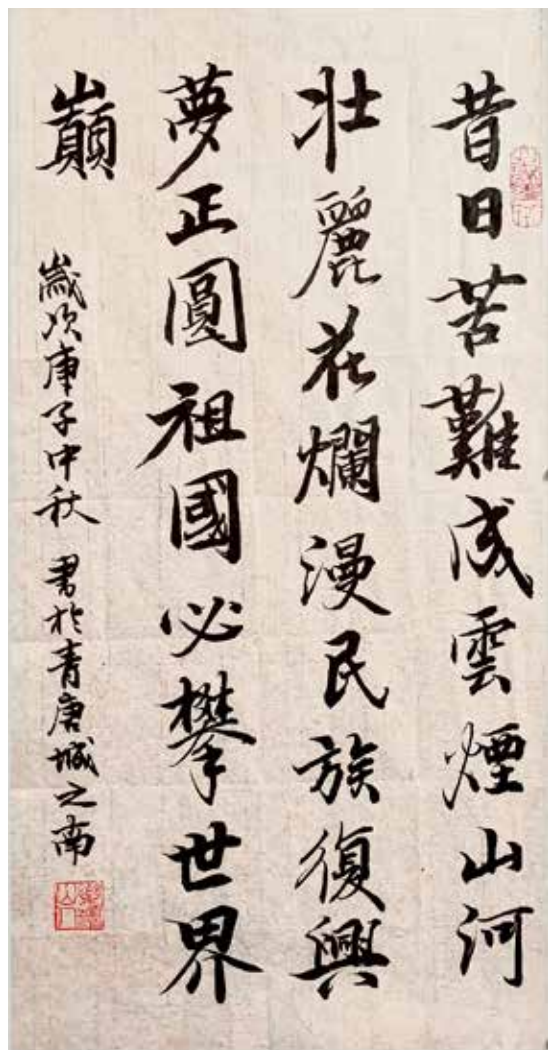 昔日苦難成雲煙山河
壯麗花爛漫民族復興
夢正圓祖國必攀世界
巔
歲次庚子中秋 書於青唐城之南